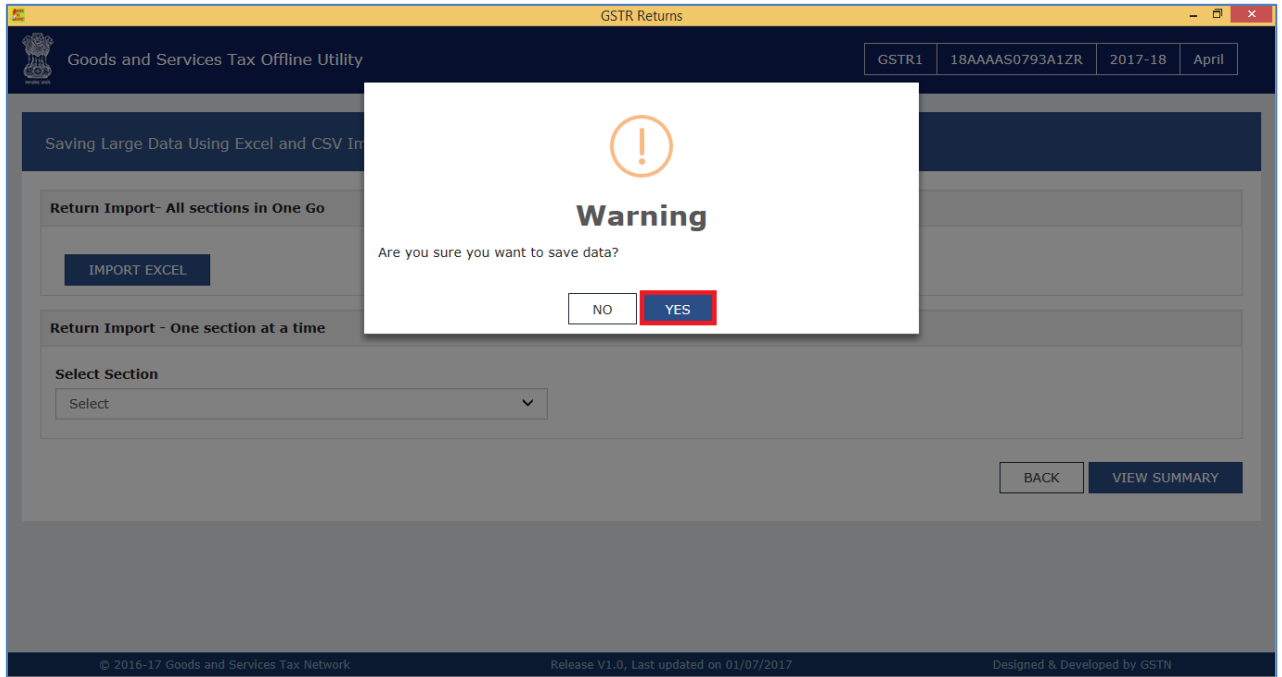 GSTR Returns
Goods and Services Tax Offline Utility
GSTR1 18AAAAS0793A1ZR 2017-18 April
Saving Large Data Using Excel and CSV Im
Warning
Are you sure you want to save data?
NO YES
Return Import- All sections in One Go
IMPORT EXCEL
Return Import - One section at a time
Select Section
Select
BACK VIEW SUMMARY
© 2016-17 Goods and Services Tax Network Release V1.0, Last updated on 01/07/2017 Designed & Developed by GSTN